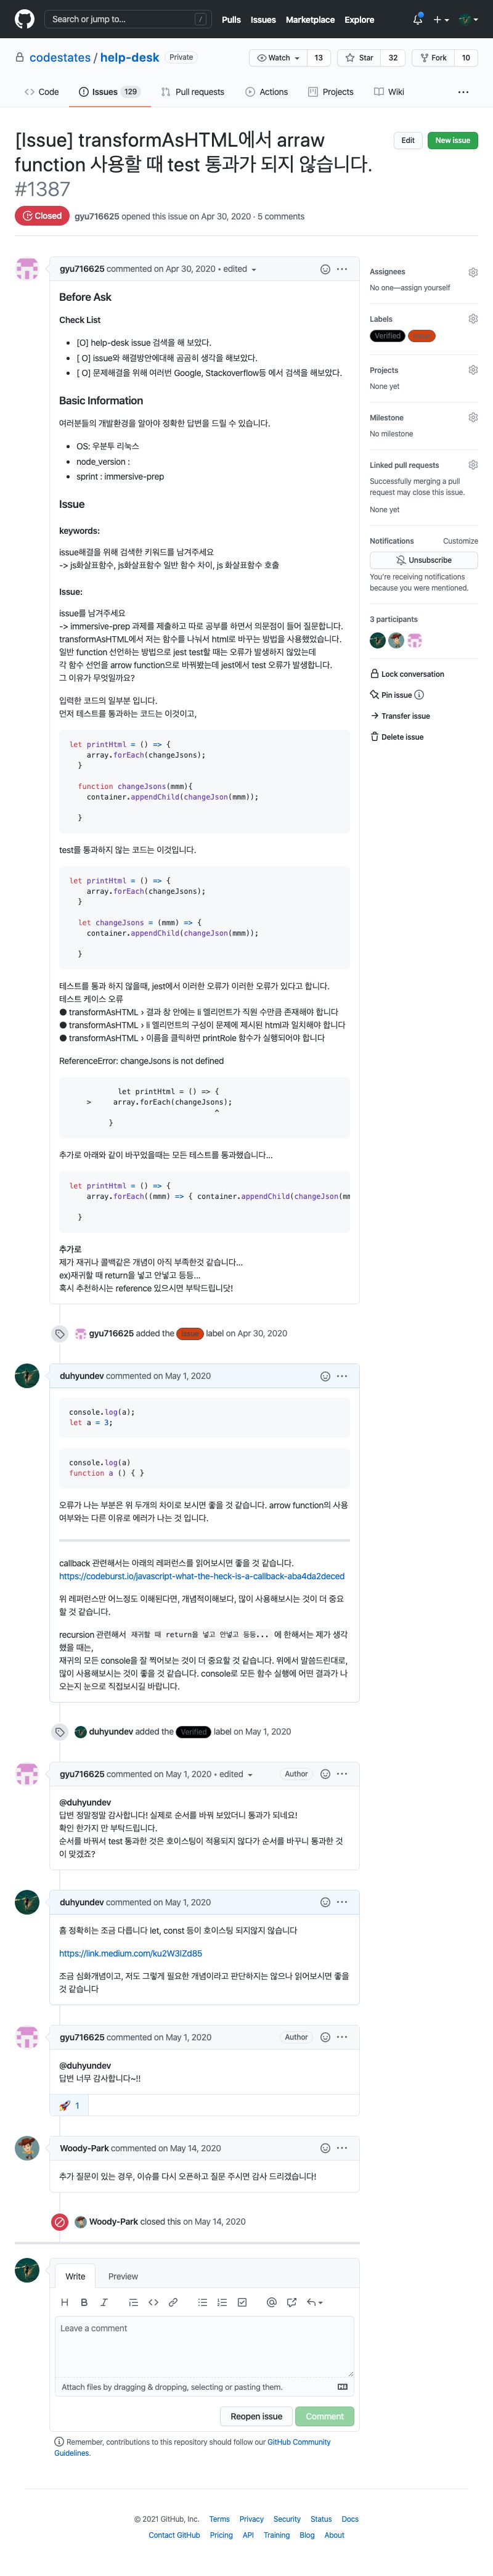 Search or jump to... /
Pulls Issues Marketplace Explore
codestates / help-desk Private
Watch 13 Star 32 Fork 10
Code Issues 129 Pull requests Actions Projects Wiki ...
[Issue] transformAsHTML에서 arraw
function 사용할 때 test 통과가 되지 않습니다.
#1387
Edit New issue
Closed gyu716625 opened this issue on Apr 30, 2020 · 5 comments
gyu716625 commented on Apr 30, 2020 • edited
Before Ask
Check List
• [O] help-desk issue 검색을 해 보았다.
• [ O] issue와 해결방안에대해 곰곰히 생각을 해보았다.
• [ O] 문제해결을 위해 여러번 Google, Stackoverflow등 에서 검색을 해보았다.
Basic Information
여러분들의 개발환경을 알아야 정확한 답변을 드릴 수 있습니다.
• OS: 우분투 리눅스
• node_version :
• sprint : immersive-prep
Issue
keywords:
issue해결을 위해 검색한 키워드를 남겨주세요
-> js화살표함수, js화살표함수 일반 함수 차이, js 화살표함수 호출
Issue:
issue를 남겨주세요
-> immersive-prep 과제를 제출하고 따로 공부를 하면서 의문점이 들어 질문합니다.
transformAsHTML에서 저는 함수를 나눠서 html로 바꾸는 방법을 사용했었습니다.
일반 function 선언하는 방법으로 jest test할 때는 오류가 발생하지 않았는데
각 함수 선언을 arrow function으로 바꿔봤는데 jest에서 test 오류가 발생합니다.
그 이유가 무엇일까요?
입력한 코드의 일부분 입니다.
먼저 테스트를 통과하는 코드는 이것이고,
let printHtml = () => {
array.forEach(changeJsons);
}
function changeJsons(mmm){
container.appendChild(changeJson(mmm));
}
test를 통과하지 않는 코드는 이것입니다.
let printHtml = () => {
array.forEach(changeJsons);
}
let changeJsons = (mmm) => {
container.appendChild(changeJson(mmm));
}
테스트를 통과 하지 않을때, jest에서 이러한 오류가 이러한 오류가 있다고 합니다.
테스트 케이스 오류
● transformAsHTML › 결과 창 안에는 li 엘리먼트가 직원 수만큼 존재해야 합니다
● transformAsHTML › li 엘리먼트의 구성이 문제에 제시된 html과 일치해야 합니다
● transformAsHTML › 이름을 클릭하면 printRole 함수가 실행되어야 합니다
ReferenceError: changeJsons is not defined
let printHtml = () => {
> array.forEach(changeJsons);
^
}
추가로 아래와 같이 바꾸었을때는 모든 테스트를 통과했습니다...
let printHtml = () => {
array.forEach((mmm) => { container.appendChild(changeJson(mm
}
추가로
제가 재귀나 콜백같은 개념이 아직 부족한것 같습니다...
ex)재귀할 때 return을 넣고 안넣고 등등...
혹시 추천하시는 reference 있으시면 부탁드립니닷!
Assignees
No one—assign yourself
Labels
Verified
Projects
None yet
Milestone
No milestone
Linked pull requests
Successfully merging a pull
request may close this issue.
None yet
Notifications Customize
Unsubscribe
You're receiving notifications
because you were mentioned.
3 participants
Lock conversation
Pin issue
Transfer issue
Delete issue
gyu716625 added the label on Apr 30, 2020
duhyundev commented on May 1, 2020
console.log(a);
let a = 3;
console.log(a)
function a () { }
오류가 나는 부분은 위 두개의 차이로 보시면 좋을 것 같습니다. arrow function의 사용
여부와는 다른 이유로 에러가 나는 것 입니다.
callback 관련해서는 아래의 레퍼런스를 읽어보시면 좋을 것 같습니다.
https://codeburst.io/javascript-what-the-heck-is-a-callback-aba4da2deced
위 레퍼런스만 어느정도 이해된다면, 개념적이해보다, 많이 사용해보시는 것이 더 중요
할 것 같습니다.
recursion 관련해서 재귀할 때 return을 넣고 안넣고 등등... 에 한해서는 제가 생각
했을 때는,
재귀의 모든 console을 잘 찍어보는 것이 더 중요할 것 같습니다. 위에서 말씀드린대로,
많이 사용해보시는 것이 좋을 것 같습니다. console로 모든 함수 실행에 어떤 결과가 나
오는지 눈으로 직접보시길 바랍니다.
duhyundev added the Verified label on May 1, 2020
gyu716625 commented on May 1, 2020 • edited Author
@duhyundev
답변 정말정말 감사합니다! 실제로 순서를 바꿔 보았더니 통과가 되네요!
확인 한가지 만 부탁드립니다.
순서를 바꿔서 test 통과한 것은 호이스팅이 적용되지 않다가 순서를 바꾸니 통과한 것
이 맞겠죠?
duhyundev commented on May 1, 2020
흠 정확히는 조금 다릅니다 let, const 등이 호이스팅 되지않지 않습니다
https://link.medium.com/ku2W3IZd85
조금 심화개념이고, 저도 그렇게 필요한 개념이라고 판단하지는 않으나 읽어보시면 좋을
것 같습니다
gyu716625 commented on May 1, 2020 Author
@duhyundev
답변 너무 감사합니다~!!
🚀 1
Woody-Park commented on May 14, 2020
추가 질문이 있는 경우, 이슈를 다시 오픈하고 질문 주시면 감사 드리겠습니다!
Woody-Park closed this on May 14, 2020
Write Preview
Leave a comment
Attach files by dragging & dropping, selecting or pasting them.
Reopen issue Comment
Remember, contributions to this repository should follow our GitHub Community
Guidelines.
© 2021 GitHub, Inc. Terms Privacy Security Status Docs
Contact GitHub Pricing API Training Blog About